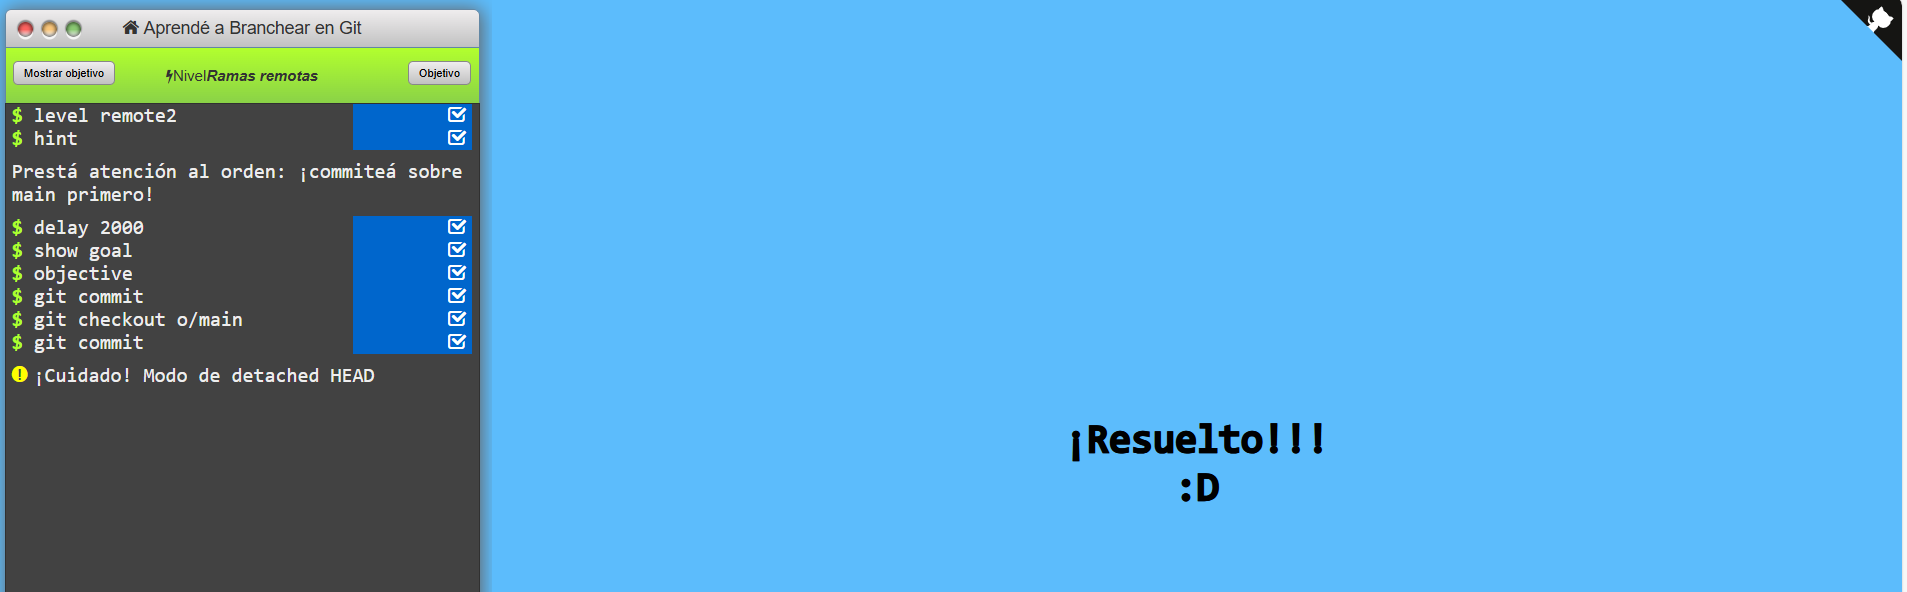 Aprendé a Branchear en Git
Mostrar objetivo
NivelRamas remotas
Objetivo
$ level remote2
$ hint
Prestá atención al orden: ¡commiteá sobre
main primero!
$ delay 2000
$ show goal
$ objective
$ git commit
$ git checkout o/main
$ git commit
¡Cuidado! Modo de detached HEAD
¡Resuelto!!!
:D